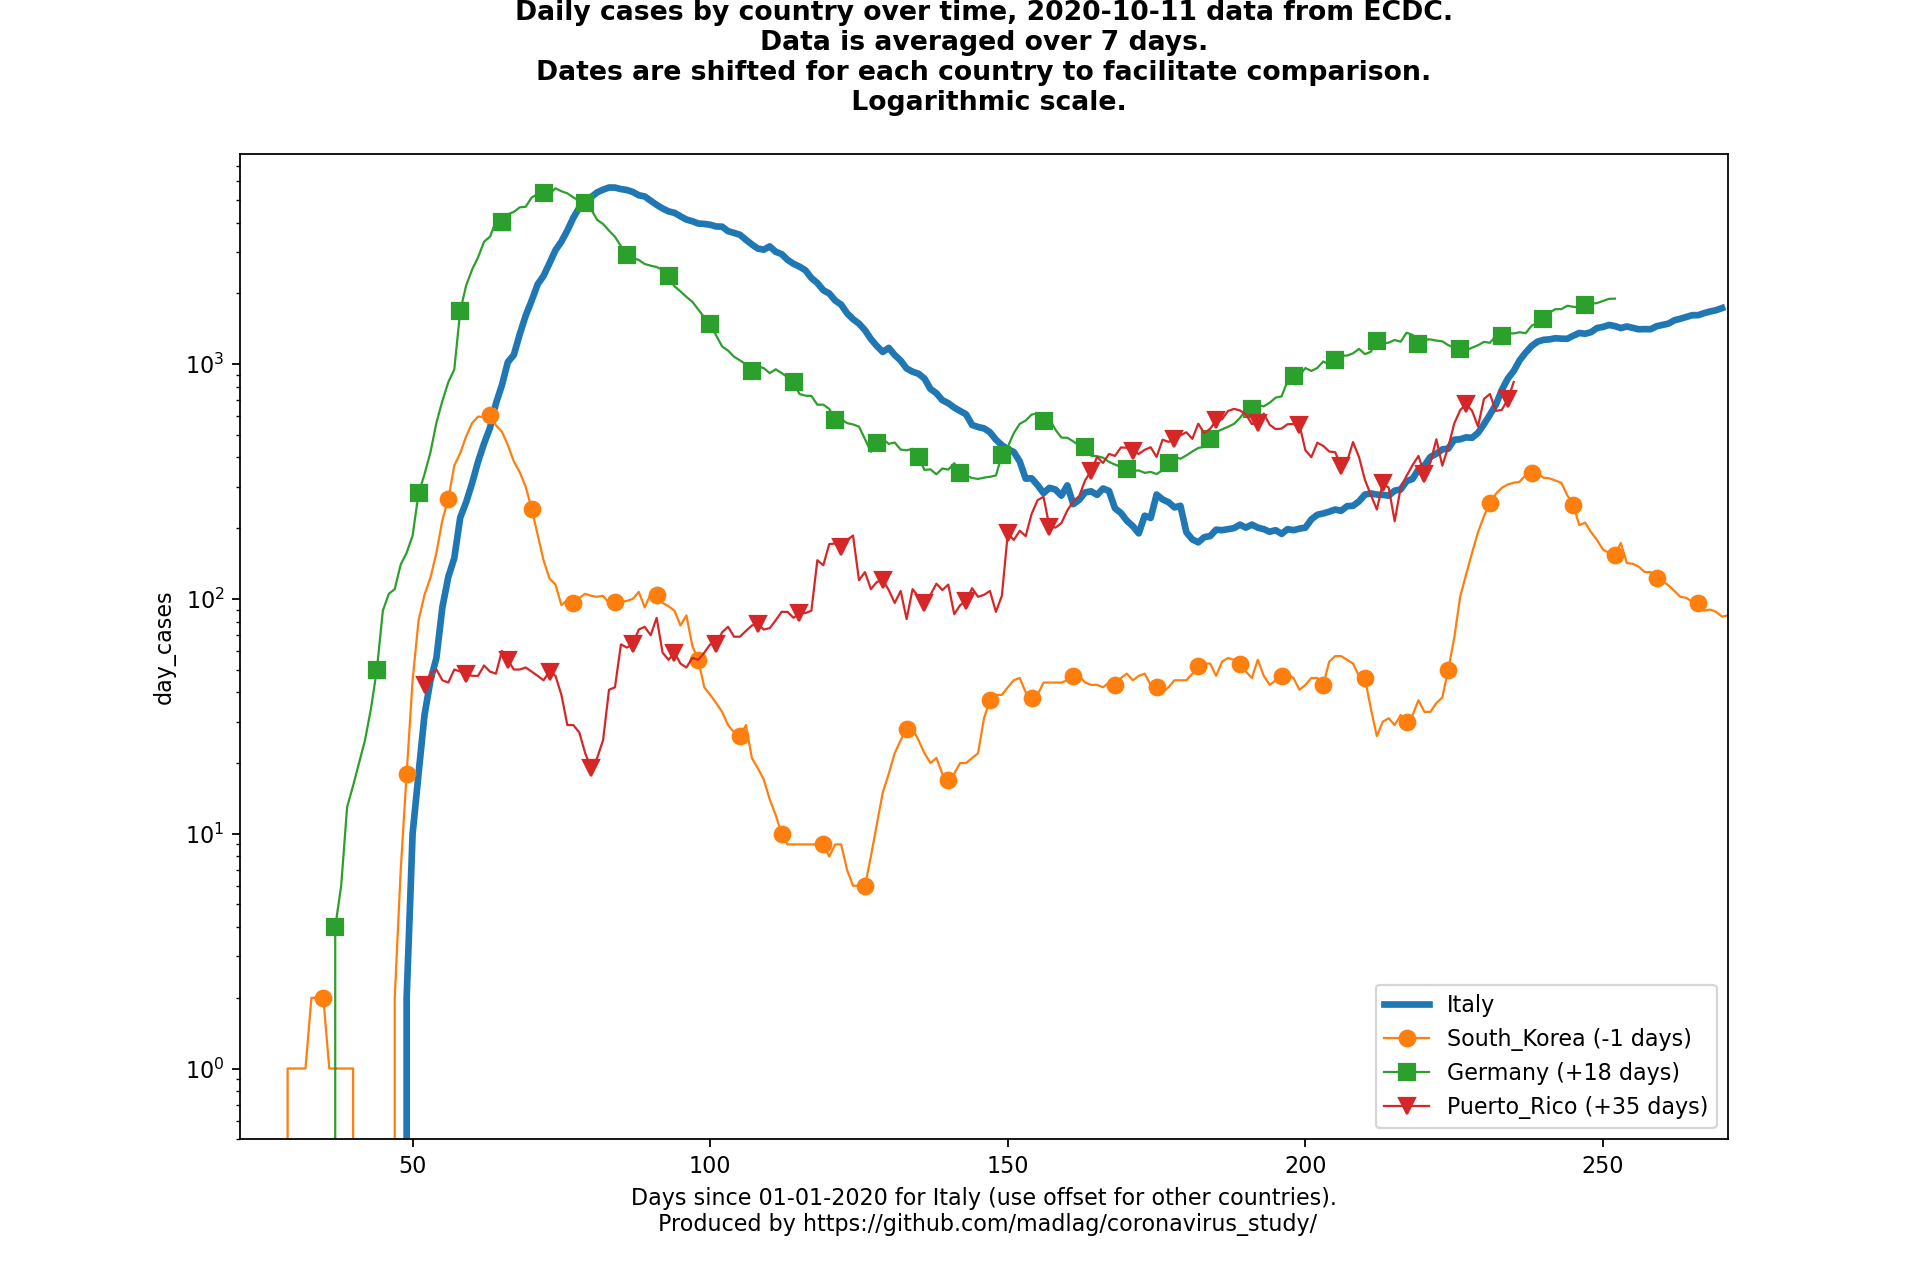 Daily cases by country over time, 2020-10-11 data from ECDC.
Data is averaged over 7 days.
Dates are shifted for each country to facilitate comparison.
Logarithmic scale.
day_cases
10³
10²
10¹
10⁰
Italy
South_Korea (-1 days)
Germany (+18 days)
Puerto_Rico (+35 days)
50 100 150 200 250
Days since 01-01-2020 for Italy (use offset for other countries).
Produced by https://github.com/madlag/coronavirus_study/